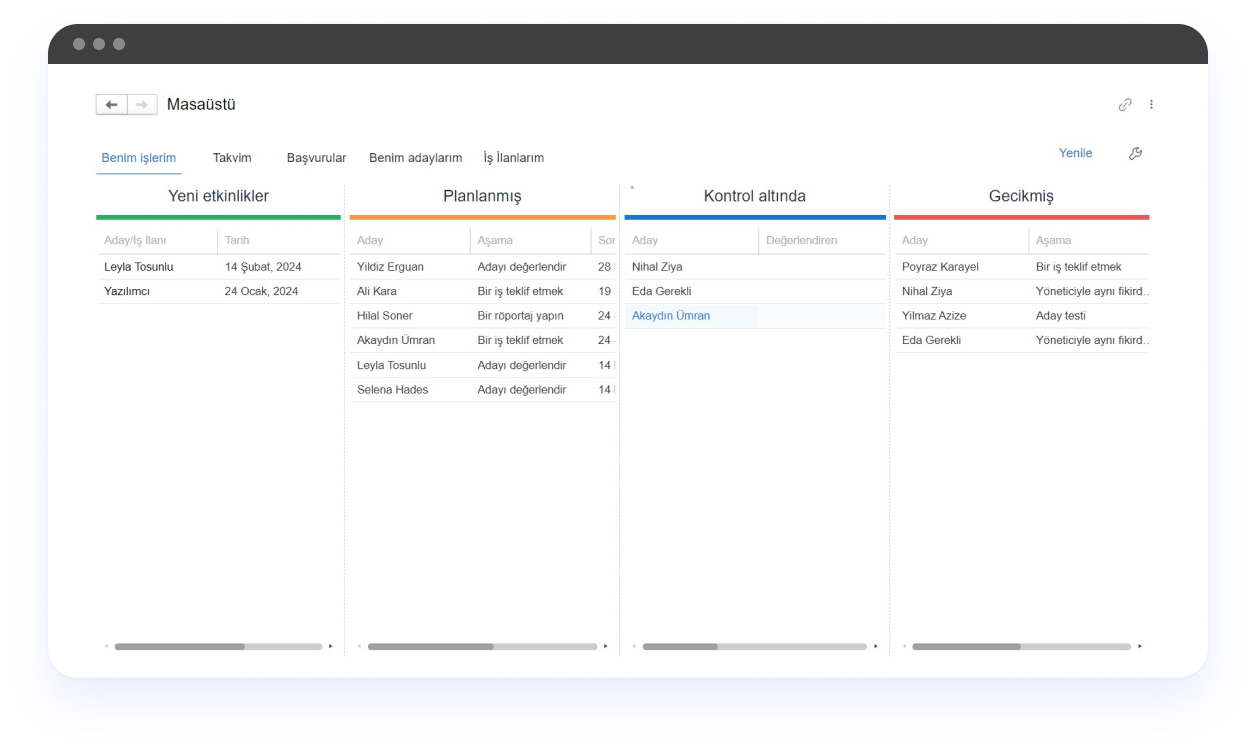 Masaüstü
Benim işlerim Takvim Başvurular Benim adaylarım İş İlanlarım Yenile
Yeni etkinlikler
Aday/İş İlanı Tarih
Leyla Tosunlu 14 Şubat, 2024
Yazılımcı 24 Ocak, 2024
Planlanmış
Aday Aşama Sor
Yildiz Erguan Adayı değerlendir 28
Ali Kara Bir iş teklif etmek 19
Hilal Soner Bir röportaj yapın 24
Akaydın Ümran Bir iş teklif etmek 24
Leyla Tosunlu Adayı değerlendir 14
Selena Hades Adayı değerlendir 14
Kontrol altında
Aday Değerlendiren
Nihal Ziya
Eda Gerekli
Akaydın Ümran
Gecikmiş
Aday Aşama
Poyraz Karayel Bir iş teklif etmek
Nihal Ziya Yöneticiyle aynı fikird..
Yilmaz Azize Aday testi
Eda Gerekli Yöneticiyle aynı fikird..